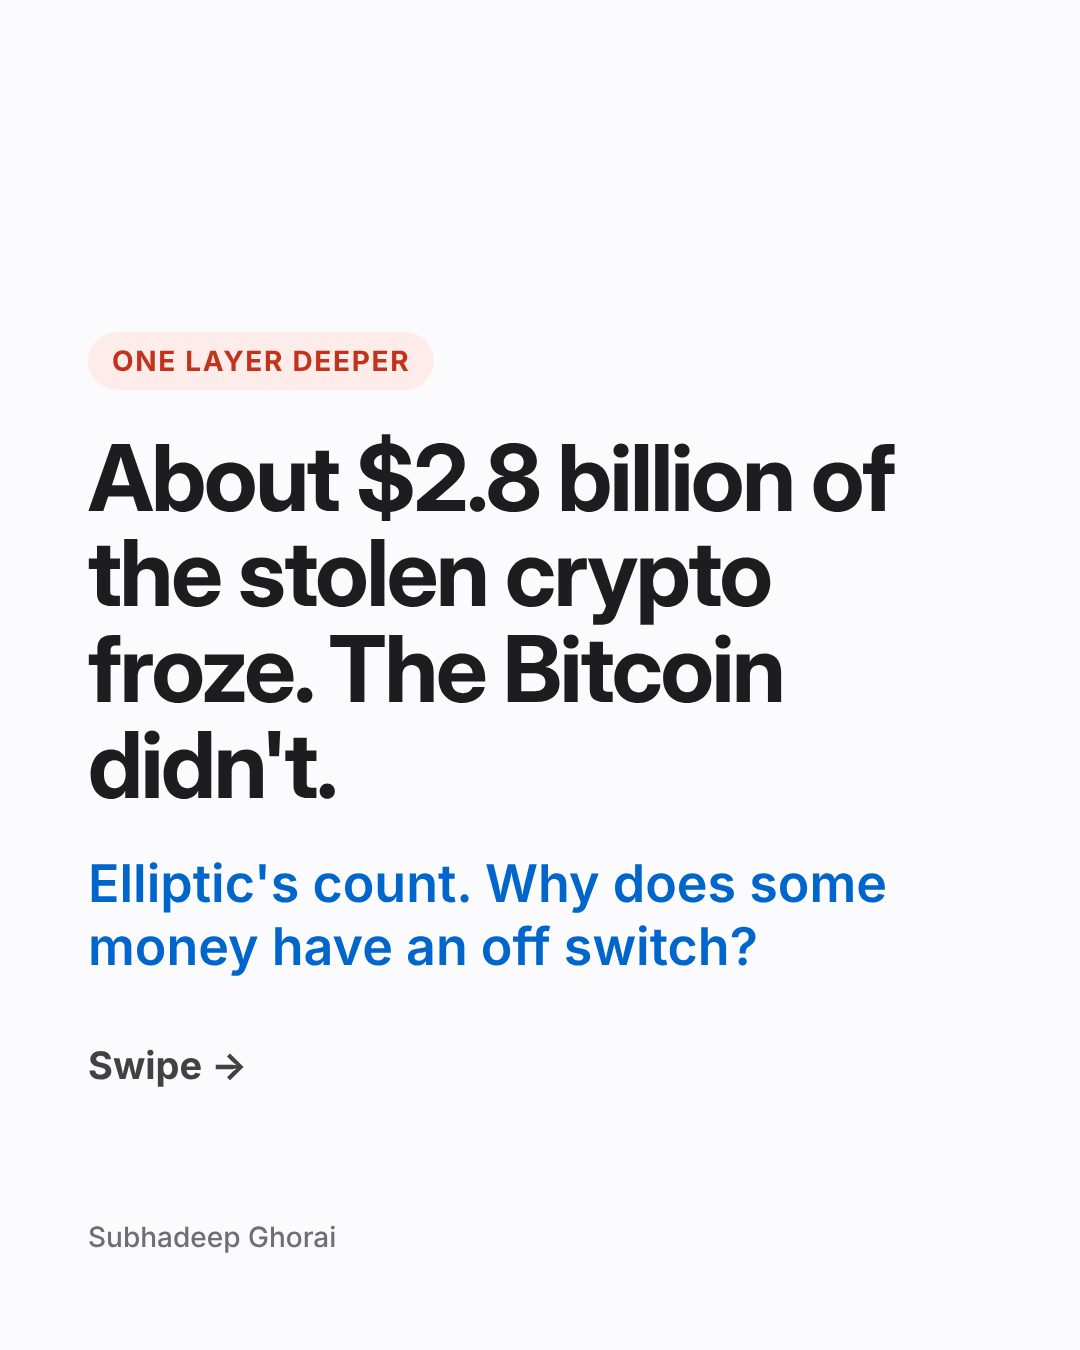 ONE LAYER DEEPER
About $2.8 billion of
the stolen crypto
froze. The Bitcoin
didn't.
Elliptic's count. Why does some
money have an off switch?
Swipe →
Subhadeep Ghorai